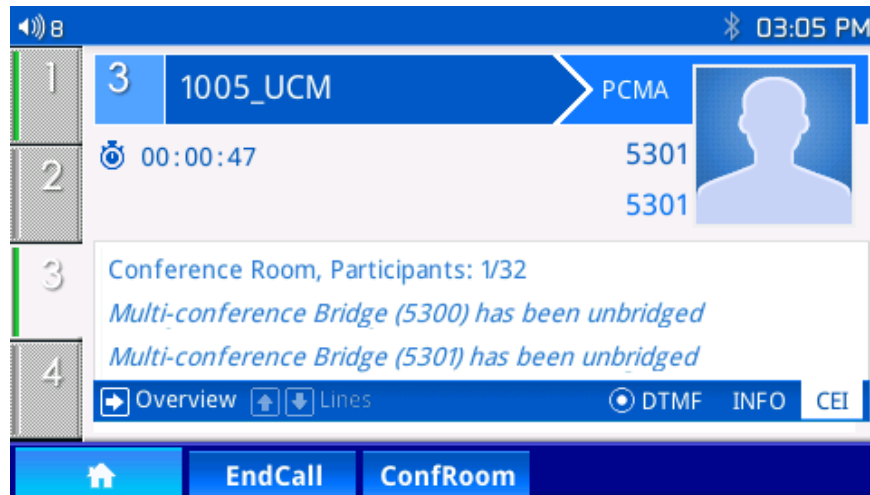 8 03:05 PM
1
3 1005_UCM PCMA
00:00:47 5301
2
5301
3
Conference Room, Participants: 1/32
Multi-conference Bridge (5300) has been unbridged
Multi-conference Bridge (5301) has been unbridged
4
Overview Lines DTMF INFO CEI
EndCall ConfRoom